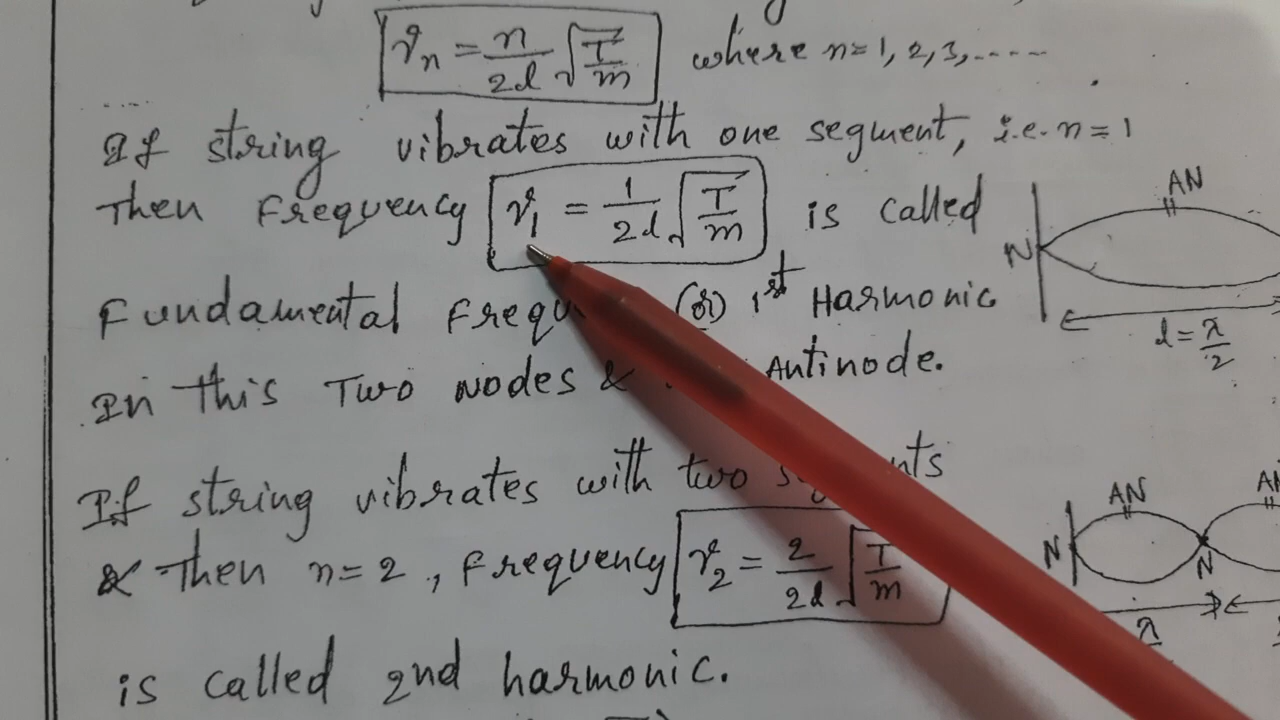 νn = n/2l √T/m where n=1, 2, 3, -----
If string vibrates with one segment, i.e. n=1
Then Frequency ν1 = 1/2l √T/m is called
Fundamental (or) 1st Harmonic
In this Two nodes & Antinode.
If string vibrates with two
& then n=2, Frequency ν2 = 2/2l √T/m
is called 2nd harmonic.
AN
N
l = λ/2
AN
N
N
λ